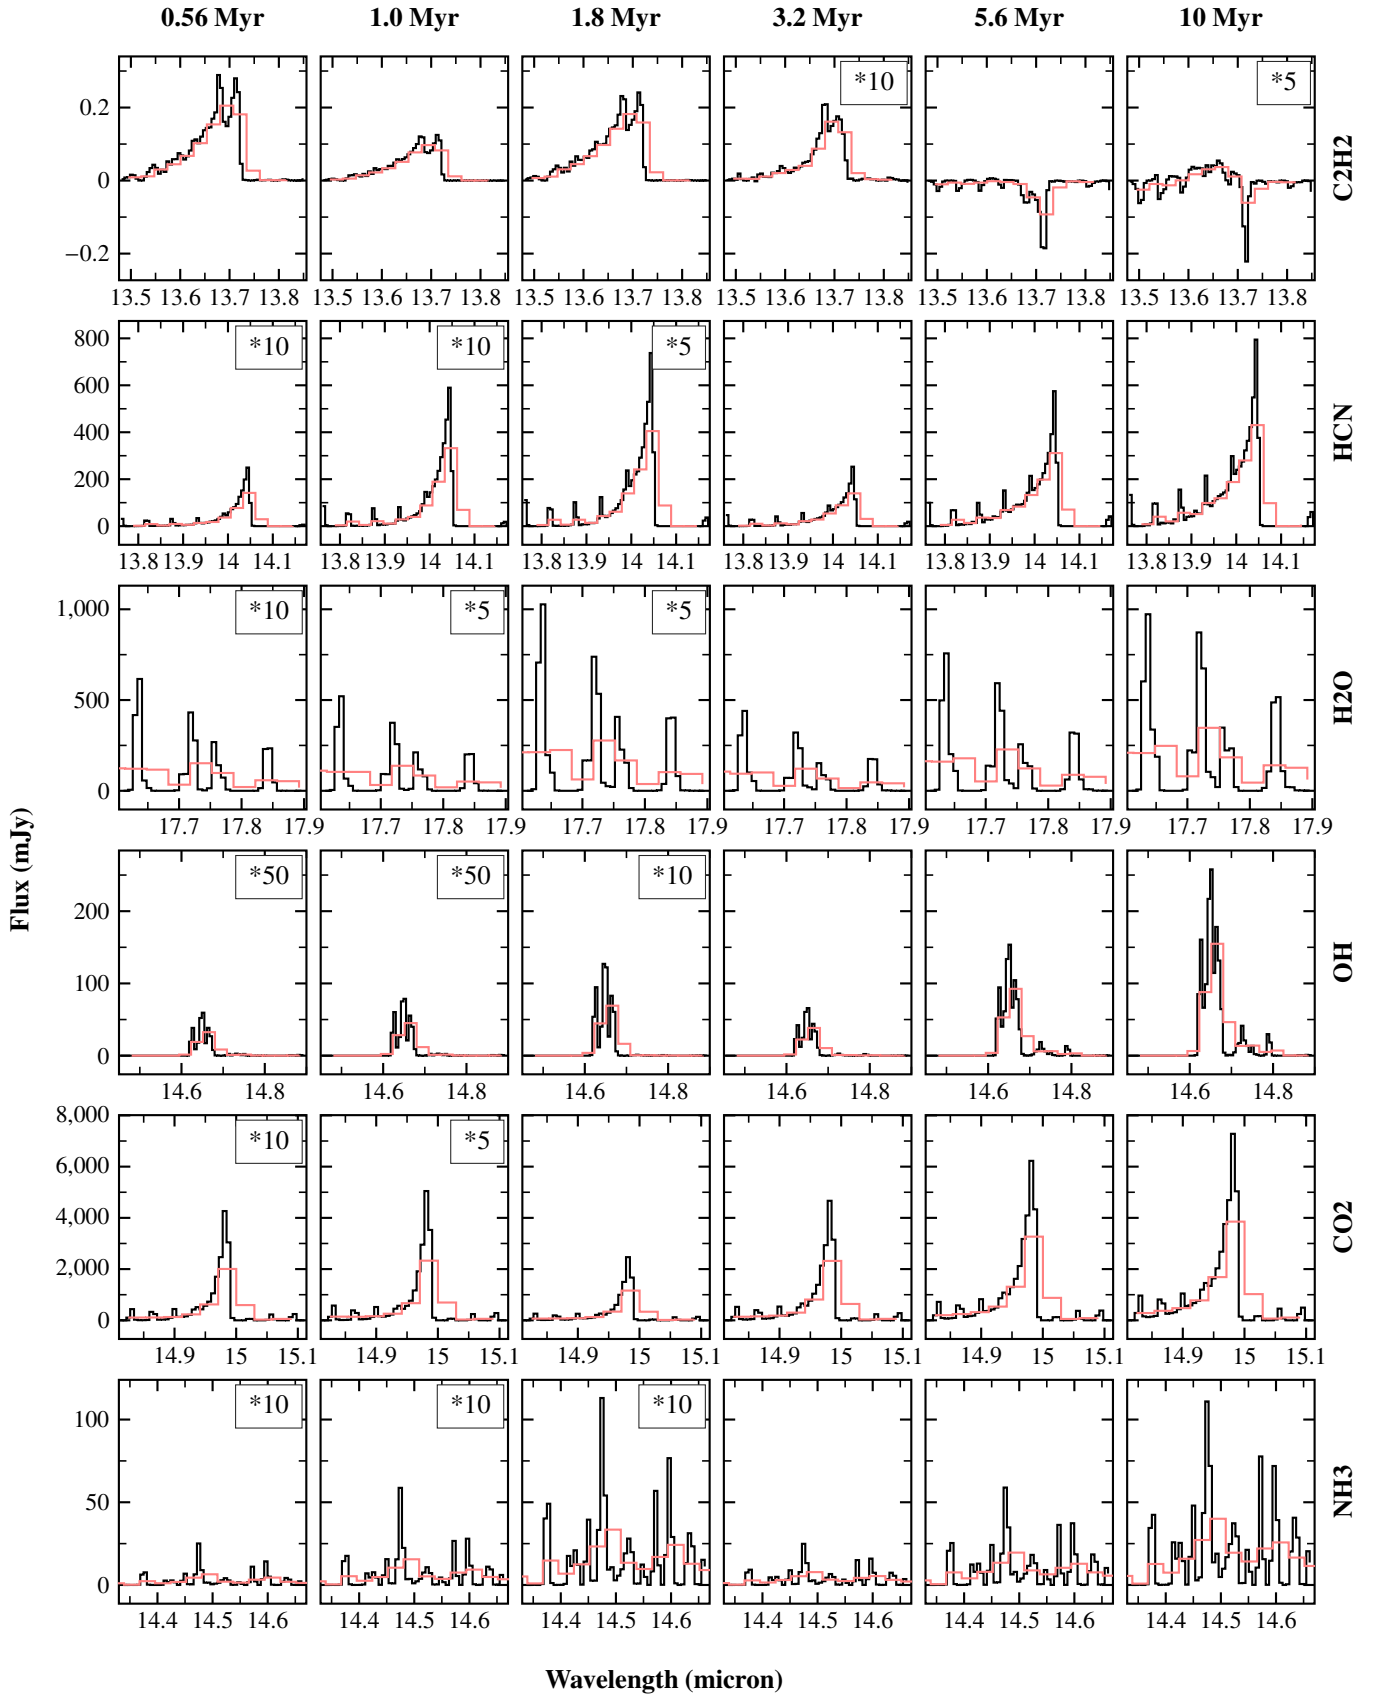 0.56 Myr 1.0 Myr 1.8 Myr 3.2 Myr 5.6 Myr 10 Myr
*10 *5
0.2
0
−0.2
C2H2
13.5 13.6 13.7 13.8 13.5 13.6 13.7 13.8 13.5 13.6 13.7 13.8 13.5 13.6 13.7 13.8 13.5 13.6 13.7 13.8 13.5 13.6 13.7 13.8
*10 *10 *5
800
600
400
200
0
HCN
13.8 13.9 14 14.1 13.8 13.9 14 14.1 13.8 13.9 14 14.1 13.8 13.9 14 14.1 13.8 13.9 14 14.1 13.8 13.9 14 14.1
*10 *5 *5
1,000
500
0
H2O
17.7 17.8 17.9 17.7 17.8 17.9 17.7 17.8 17.9 17.7 17.8 17.9 17.7 17.8 17.9 17.7 17.8 17.9
Flux (mJy)
*50 *50 *10
200
100
0
OH
14.6 14.8 14.6 14.8 14.6 14.8 14.6 14.8 14.6 14.8 14.6 14.8
*10 *5
8,000
6,000
4,000
2,000
0
CO2
14.9 15 15.1 14.9 15 15.1 14.9 15 15.1 14.9 15 15.1 14.9 15 15.1 14.9 15 15.1
*10 *10 *10
100
50
0
NH3
14.4 14.5 14.6 14.4 14.5 14.6 14.4 14.5 14.6 14.4 14.5 14.6 14.4 14.5 14.6 14.4 14.5 14.6
Wavelength (micron)